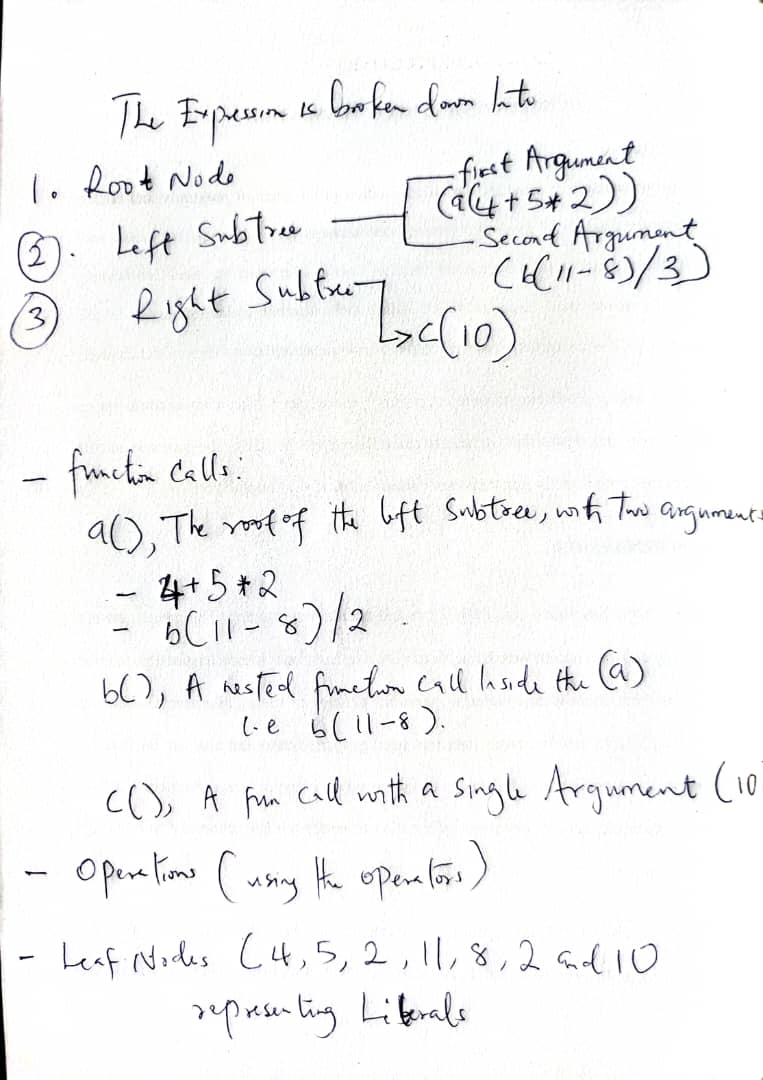 The Expression is broken down Into
1. Root Node
first Argument
(a(4 + 5* 2))
2. Left Subtree
Second Argument
(b(11-8)/3)
3 Right Subtree
c(10)
- function Calls:
a(), The root of the left Subtree, with Two arguments
- 4+5*2
- b(11-8)/2
b(), A nested function call Inside the (a)
i.e b(11-8).
c(), A fun call with a Single Argument (10
- Operations (using the operators)
- Leaf Nodes (4, 5, 2, 11, 8, 2 and 10
representing Literals